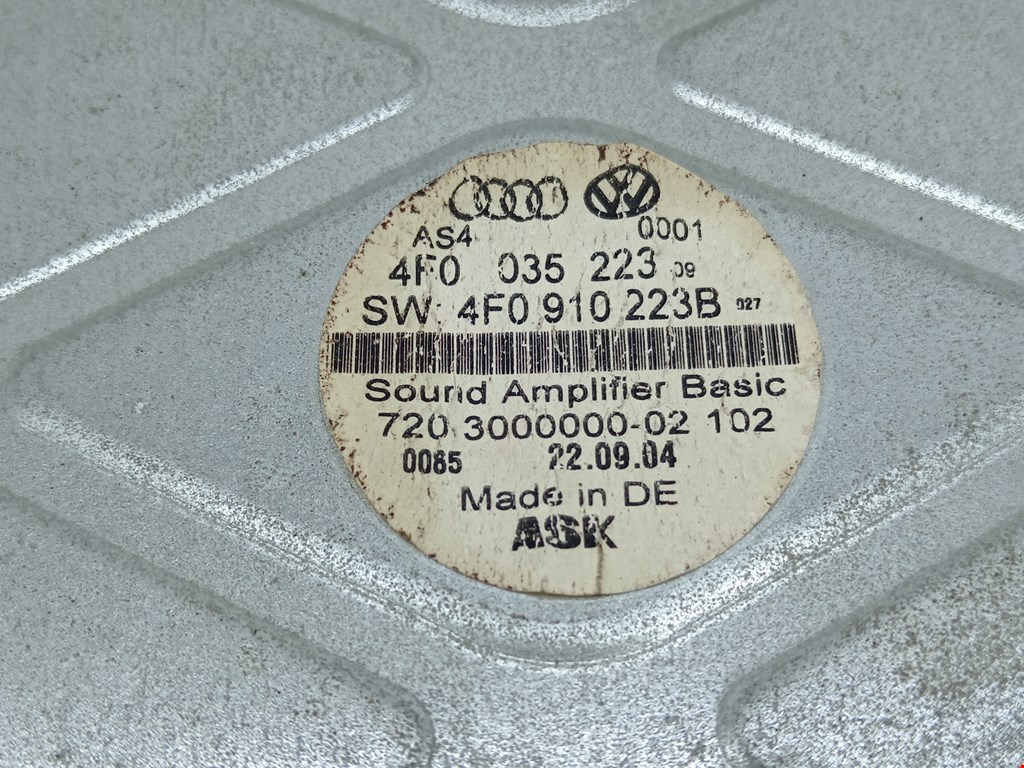 AS4 0001
4F0 035 223 09
SW: 4F0 910 223B 027
Sound Amplifier Basic
720 3000000-02 102
0085 22.09.04
Made in DE
ASK